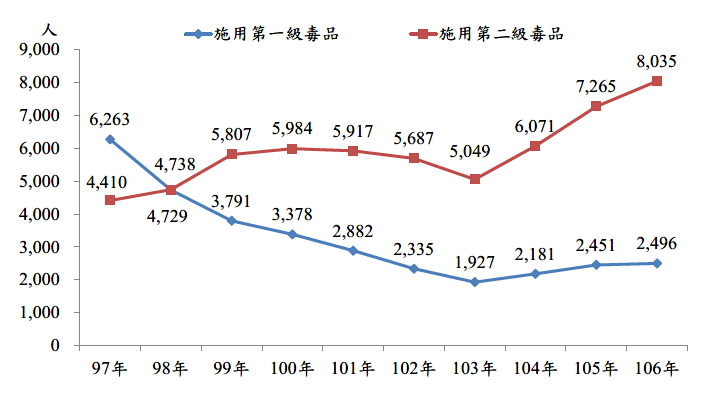 人
施用第一級毒品 施用第二級毒品
9,000
8,000
7,000
6,000
5,000
4,000
3,000
2,000
1,000
0
6,263 4,729 3,791 3,378 2,882 2,335 1,927 2,181 2,451 2,496
4,410 4,738 5,807 5,984 5,917 5,687 5,049 6,071 7,265 8,035
97年 98年 99年 100年 101年 102年 103年 104年 105年 106年